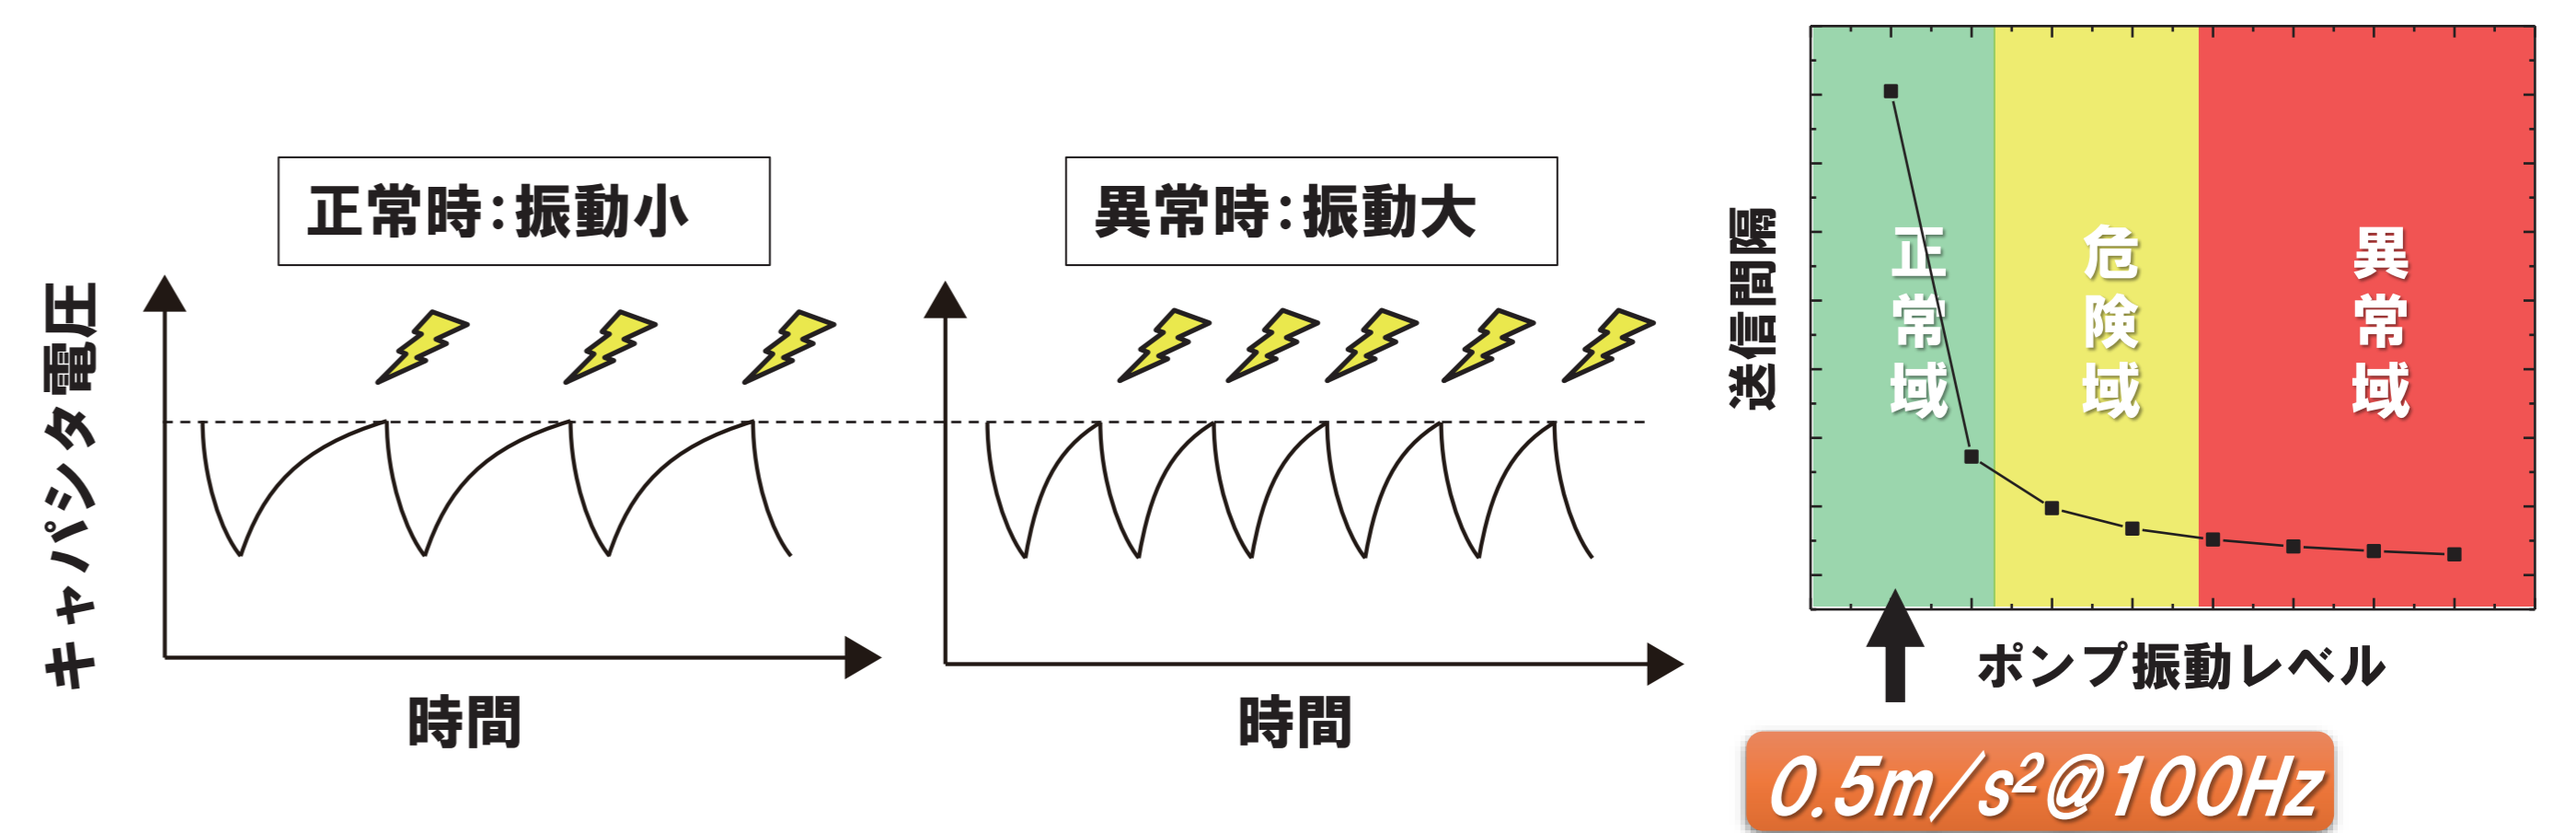 正常時：振動小
異常時：振動大
キャパシタ電圧
時間
時間
送信間隔
正常域
危険域
異常域
ポンプ振動レベル
0.5m/s²@100Hz